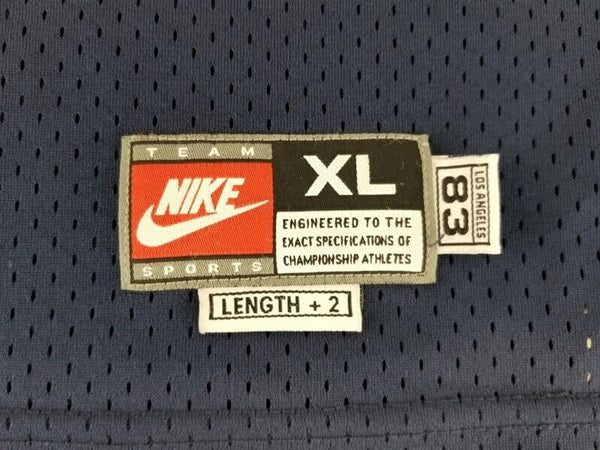 TEAM
NIKE
SPORTS
XL
ENGINEERED TO THE
EXACT SPECIFICATIONS OF
CHAMPIONSHIP ATHLETES
LOS ANGELES
83
LENGTH + 2